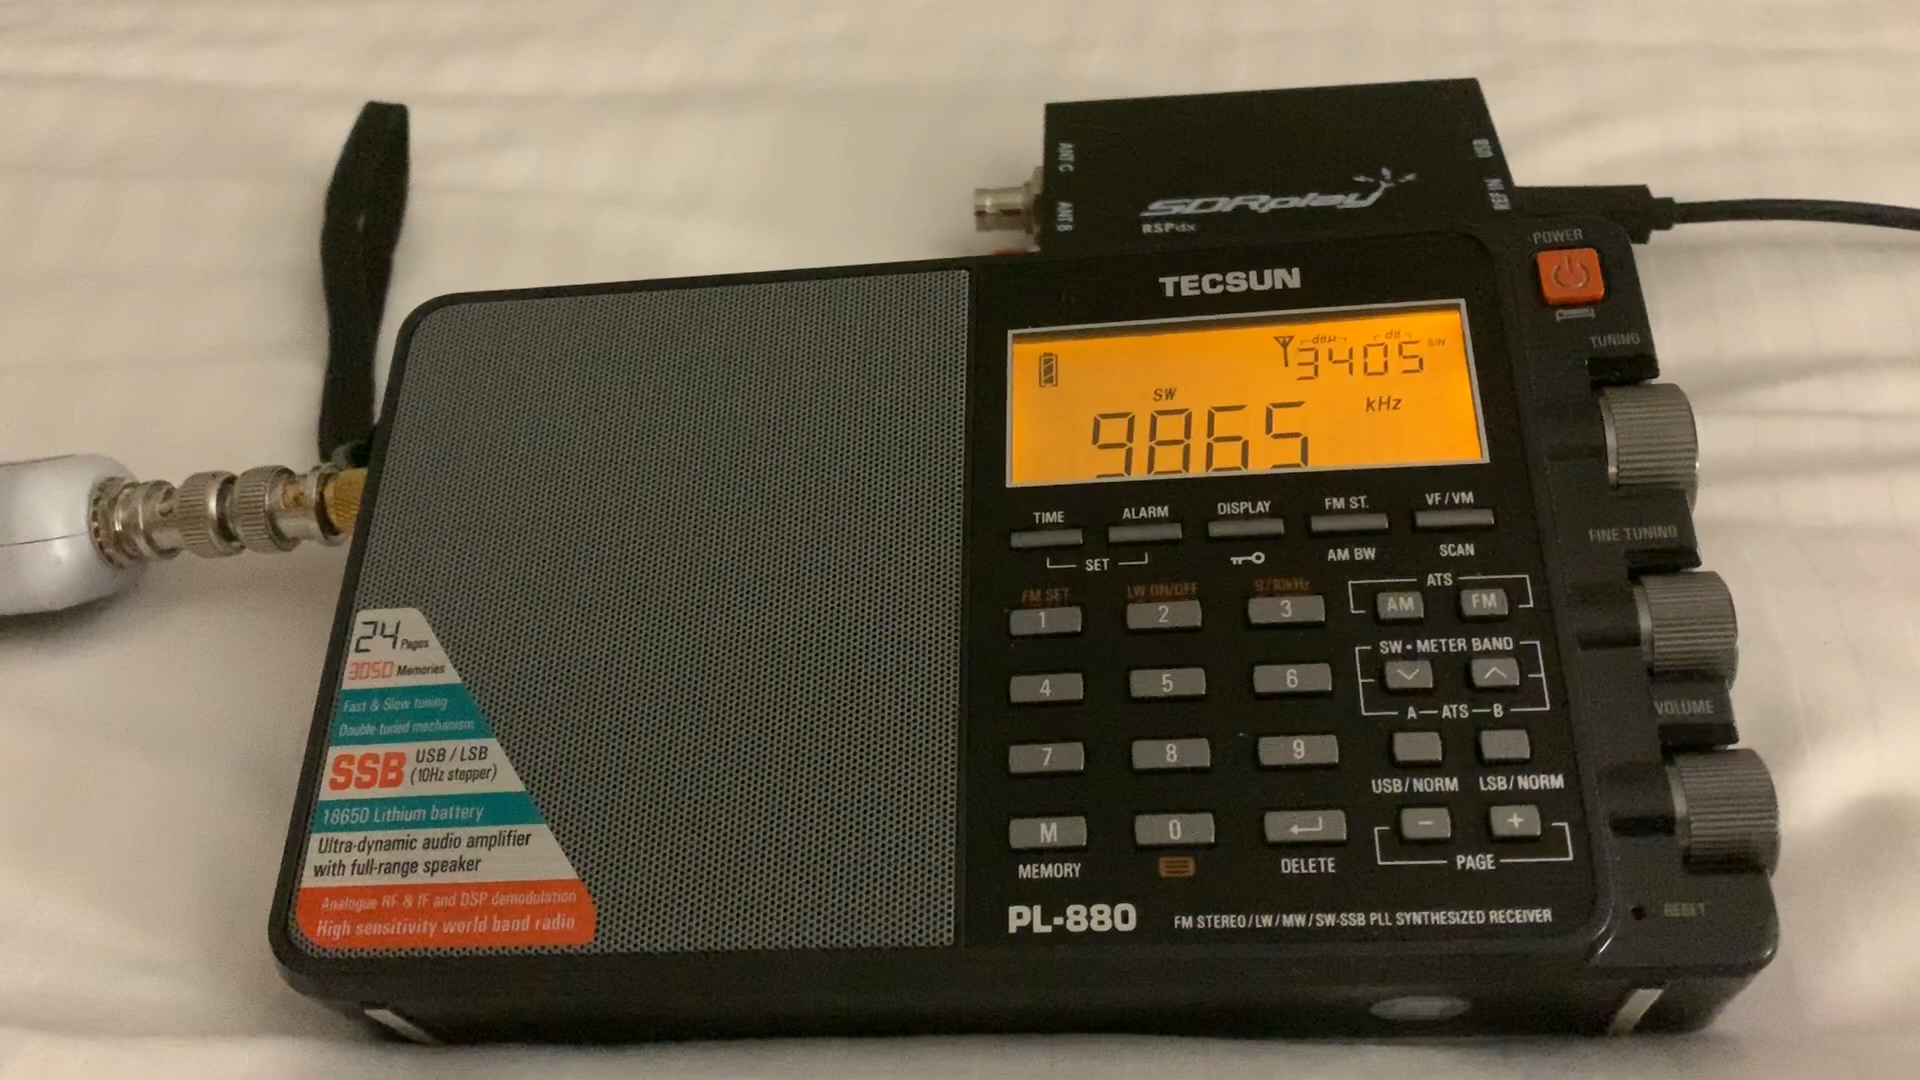 ANT C
ANT B
SDRplay
RSPdx
USB
REF IN
POWER
TECSUN
dBμ
dB
S/N
3405
SW
9865
kHz
TUNING
FINE TUNING
VOLUME
RESET
TIME
ALARM
DISPLAY
FM ST.
VF / VM
SET
AM BW
SCAN
FM SET
LW ON/OFF
9/10kHz
ATS
1
2
3
AM
FM
SW • METER BAND
4
5
6
A — ATS — B
7
8
9
USB / NORM
LSB / NORM
M
0
- +
MEMORY
DELETE
PAGE
PL-880
FM STEREO / LW / MW / SW-SSB PLL SYNTHESIZED RECEIVER
24 Pages
3050 Memories
Fast & Slow tuning
Double-tuned mechanism
SSB USB / LSB
(10Hz stepper)
18650 Lithium battery
Ultra-dynamic audio amplifier
with full-range speaker
Analogue RF & IF and DSP demodulation
High sensitivity world band radio